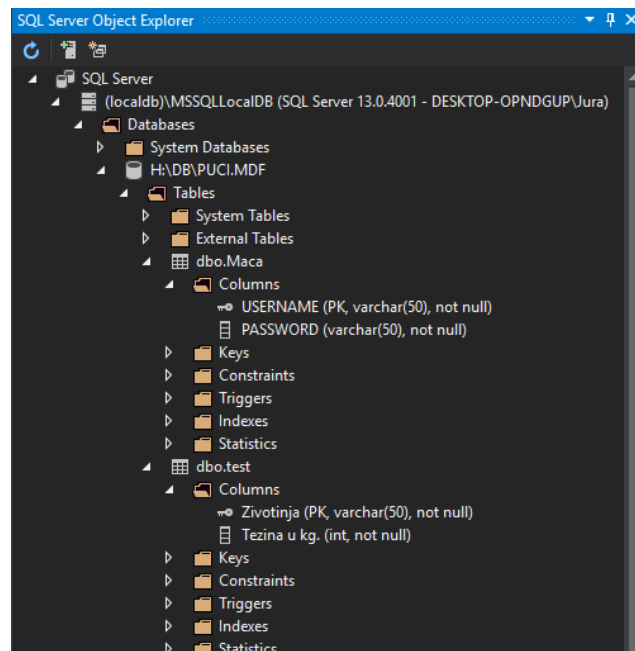 SQL Server Object Explorer
SQL Server
(localdb)\MSSQLLocalDB (SQL Server 13.0.4001 - DESKTOP-OPNDGUP\Jura)
Databases
System Databases
H:\DB\PUCI.MDF
Tables
System Tables
External Tables
dbo.Maca
Columns
USERNAME (PK, varchar(50), not null)
PASSWORD (varchar(50), not null)
Keys
Constraints
Triggers
Indexes
Statistics
dbo.test
Columns
Zivotinja (PK, varchar(50), not null)
Tezina u kg. (int, not null)
Keys
Constraints
Triggers
Indexes
Statistics